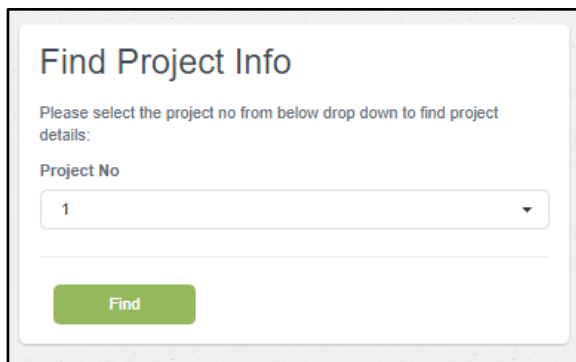 Find Project Info
Please select the project no from below drop down to find project
details:
Project No
1
Find